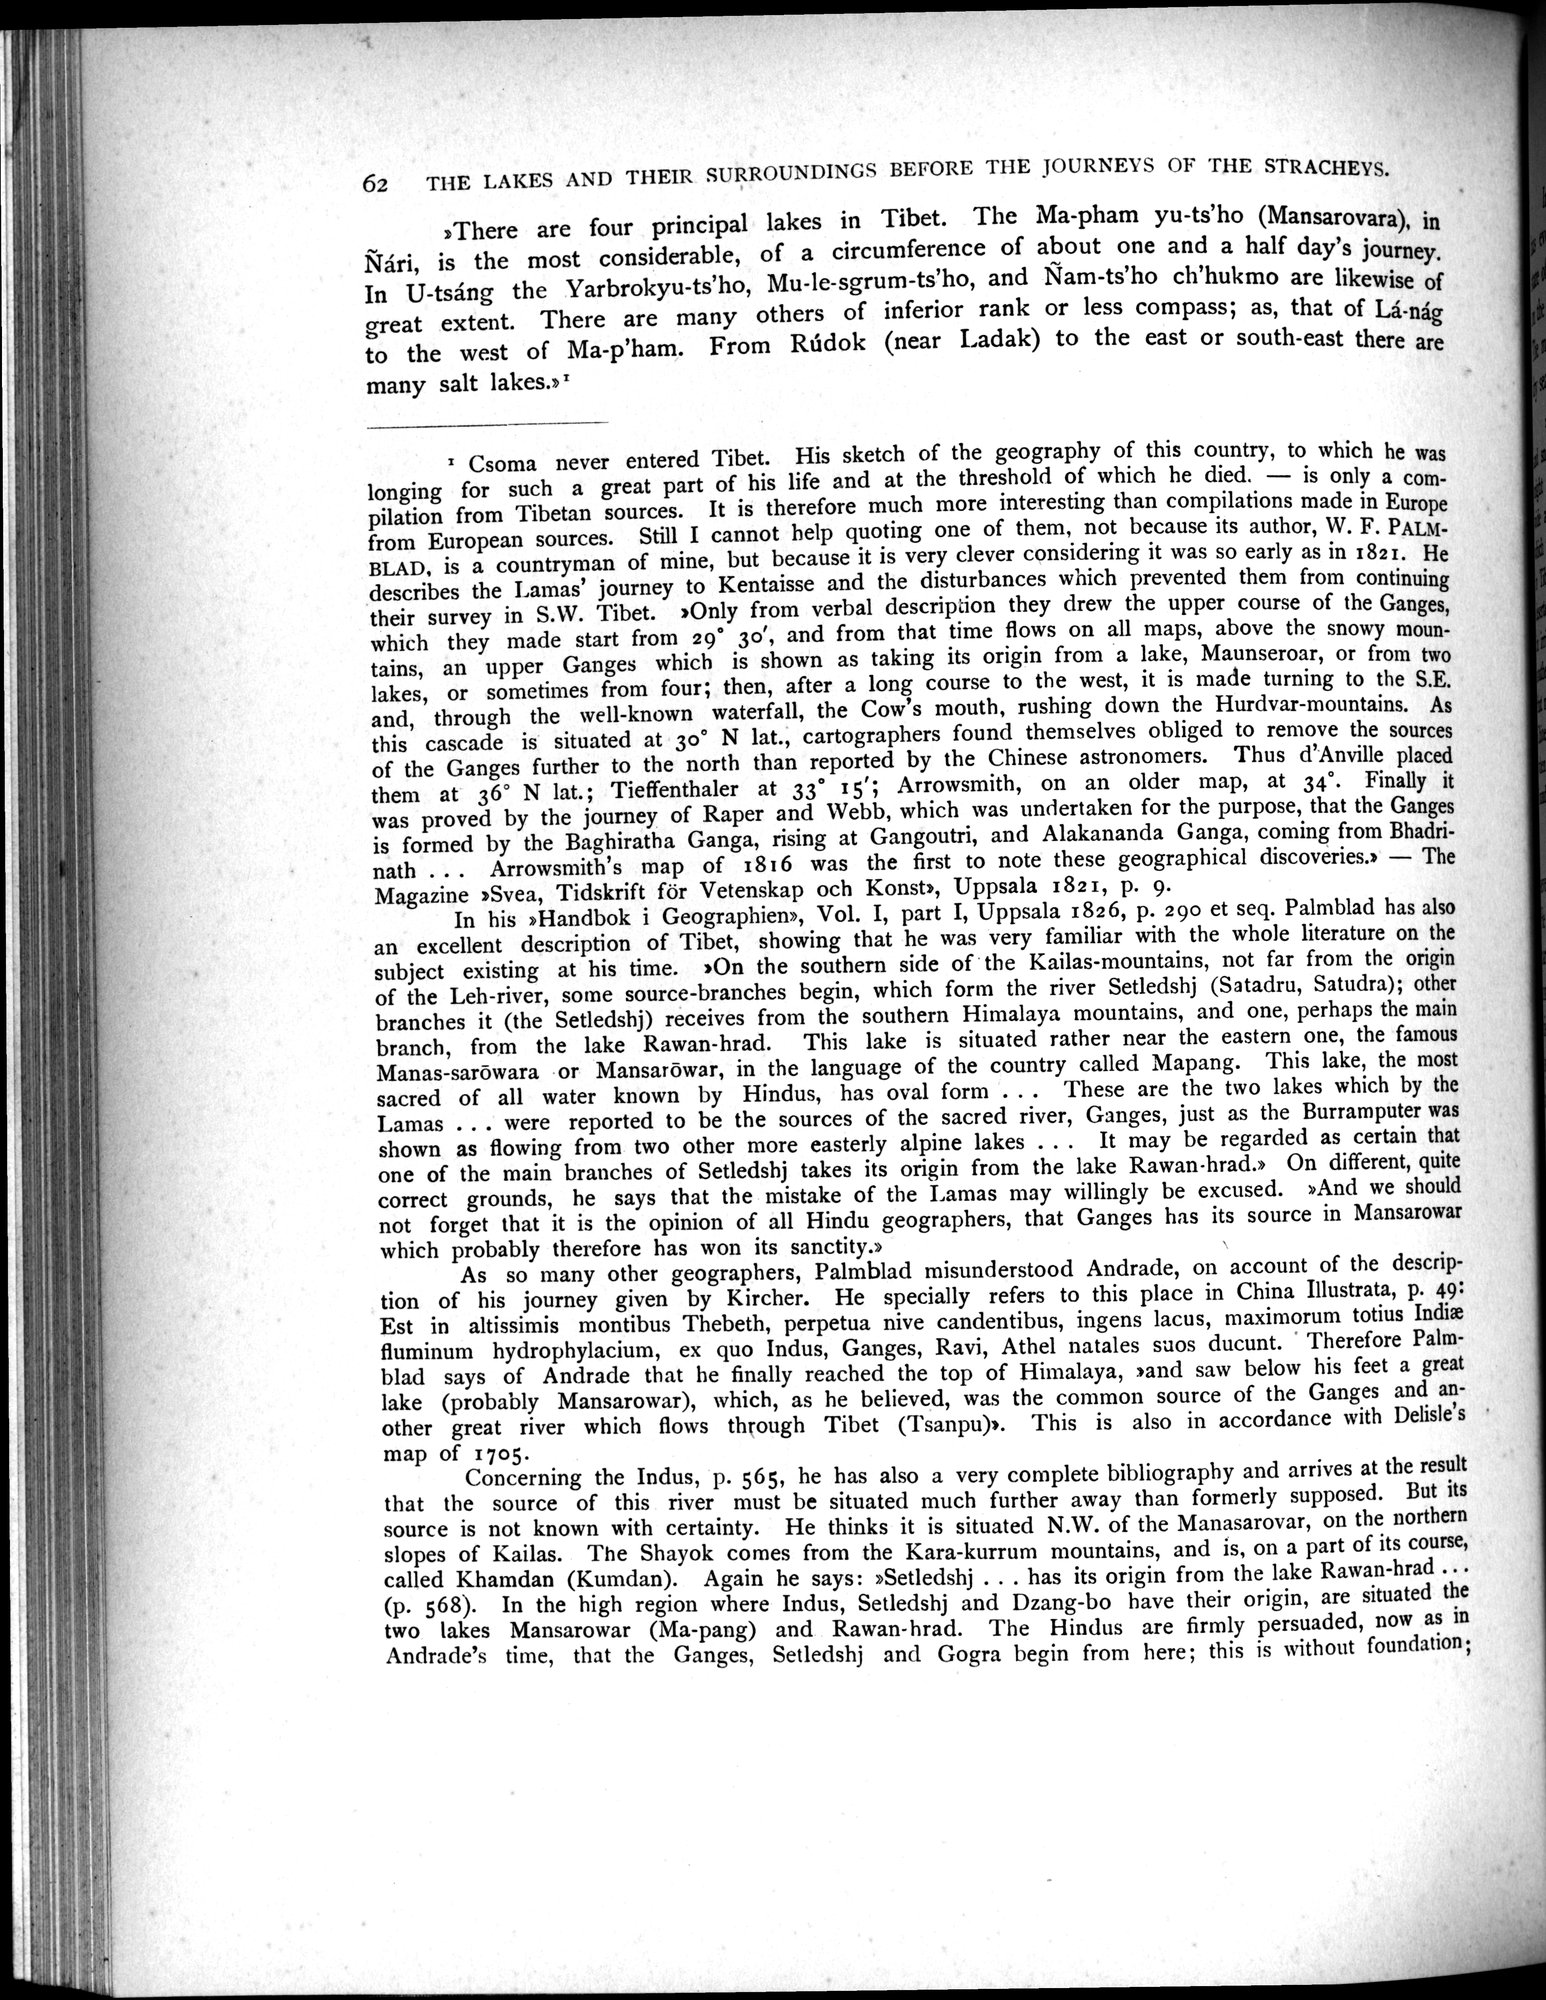 62 THE LAKES AND THEIR SURROUNDINGS BEFORE THE JOURNEYS OF THE STRACHEYS.
»There are four principal lakes in Tibet. The Ma-pham yu-ts'ho (Mansarovara), in
Ñári, is the most considerable, of a circumference of about one and a half day's journey.
In U-tsáng the Yarbrokyu-ts'ho, Mu-le-sgrum-ts'ho, and Ñam-ts'ho ch'hukmo are likewise of
great extent. There are many others of inferior rank or less compass; as, that of Lá-nág
to the west of Ma-p'ham. From Rúdok (near Ladak) to the east or south-east there are
many salt lakes.»¹
¹ Csoma never entered Tibet. His sketch of the geography of this country, to which he was
longing for such a great part of his life and at the threshold of which he died. — is only a com-
pilation from Tibetan sources. It is therefore much more interesting than compilations made in Europe
from European sources. Still I cannot help quoting one of them, not because its author, W. F. PALM-
BLAD, is a countryman of mine, but because it is very clever considering it was so early as in 1821. He
describes the Lamas' journey to Kentaisse and the disturbances which prevented them from continuing
their survey in S.W. Tibet. »Only from verbal description they drew the upper course of the Ganges,
which they made start from 29° 30′, and from that time flows on all maps, above the snowy moun-
tains, an upper Ganges which is shown as taking its origin from a lake, Maunseroar, or from two
lakes, or sometimes from four; then, after a long course to the west, it is made turning to the S.E.
and, through the well-known waterfall, the Cow's mouth, rushing down the Hurdvar-mountains. As
this cascade is situated at 30° N lat., cartographers found themselves obliged to remove the sources
of the Ganges further to the north than reported by the Chinese astronomers. Thus d'Anville placed
them at 36° N lat.; Tieffenthaler at 33° 15′; Arrowsmith, on an older map, at 34°. Finally it
was proved by the journey of Raper and Webb, which was undertaken for the purpose, that the Ganges
is formed by the Baghiratha Ganga, rising at Gangoutri, and Alakananda Ganga, coming from Bhadri-
nath . . . Arrowsmith's map of 1816 was the first to note these geographical discoveries.» — The
Magazine »Svea, Tidskrift för Vetenskap och Konst», Uppsala 1821, p. 9.
In his »Handbok i Geographien», Vol. I, part I, Uppsala 1826, p. 290 et seq. Palmblad has also
an excellent description of Tibet, showing that he was very familiar with the whole literature on the
subject existing at his time. »On the southern side of the Kailas-mountains, not far from the origin
of the Leh-river, some source-branches begin, which form the river Setledshj (Satadru, Satudra); other
branches it (the Setledshj) receives from the southern Himalaya mountains, and one, perhaps the main
branch, from the lake Rawan-hrad. This lake is situated rather near the eastern one, the famous
Manas-sarōwara or Mansarōwar, in the language of the country called Mapang. This lake, the most
sacred of all water known by Hindus, has oval form . . . These are the two lakes which by the
Lamas . . . were reported to be the sources of the sacred river, Ganges, just as the Burramputer was
shown as flowing from two other more easterly alpine lakes . . . It may be regarded as certain that
one of the main branches of Setledshj takes its origin from the lake Rawan-hrad.» On different, quite
correct grounds, he says that the mistake of the Lamas may willingly be excused. »And we should
not forget that it is the opinion of all Hindu geographers, that Ganges has its source in Mansarowar
which probably therefore has won its sanctity.»
As so many other geographers, Palmblad misunderstood Andrade, on account of the descrip-
tion of his journey given by Kircher. He specially refers to this place in China Illustrata, p. 49:
Est in altissimis montibus Thebeth, perpetua nive candentibus, ingens lacus, maximorum totius Indiæ
fluminum hydrophylacium, ex quo Indus, Ganges, Ravi, Athel natales suos ducunt. Therefore Palm-
blad says of Andrade that he finally reached the top of Himalaya, »and saw below his feet a great
lake (probably Mansarowar), which, as he believed, was the common source of the Ganges and an-
other great river which flows through Tibet (Tsanpu)». This is also in accordance with Delisle's
map of 1705.
Concerning the Indus, p. 565, he has also a very complete bibliography and arrives at the result
that the source of this river must be situated much further away than formerly supposed. But its
source is not known with certainty. He thinks it is situated N.W. of the Manasarovar, on the northern
slopes of Kailas. The Shayok comes from the Kara-kurrum mountains, and is, on a part of its course,
called Khamdan (Kumdan). Again he says: »Setledshj . . . has its origin from the lake Rawan-hrad . . .
(p. 568). In the high region where Indus, Setledshj and Dzang-bo have their origin, are situated the
two lakes Mansarowar (Ma-pang) and Rawan-hrad. The Hindus are firmly persuaded, now as in
Andrade's time, that the Ganges, Setledshj and Gogra begin from here; this is without foundation;